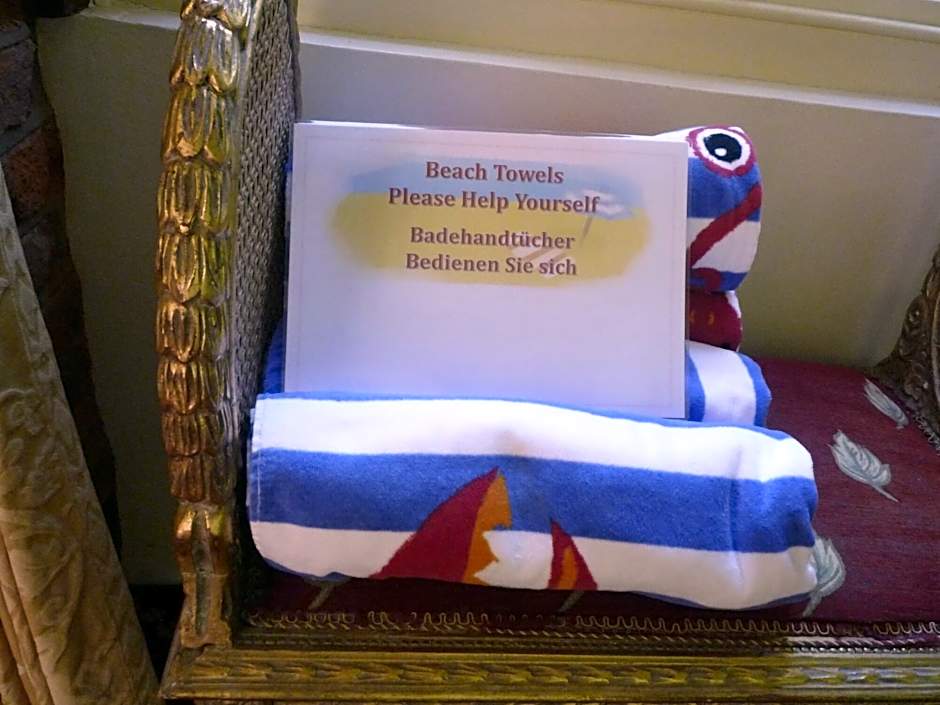 Beach Towels
Please Help Yourself
Badehandtücher
Bedienen Sie sich